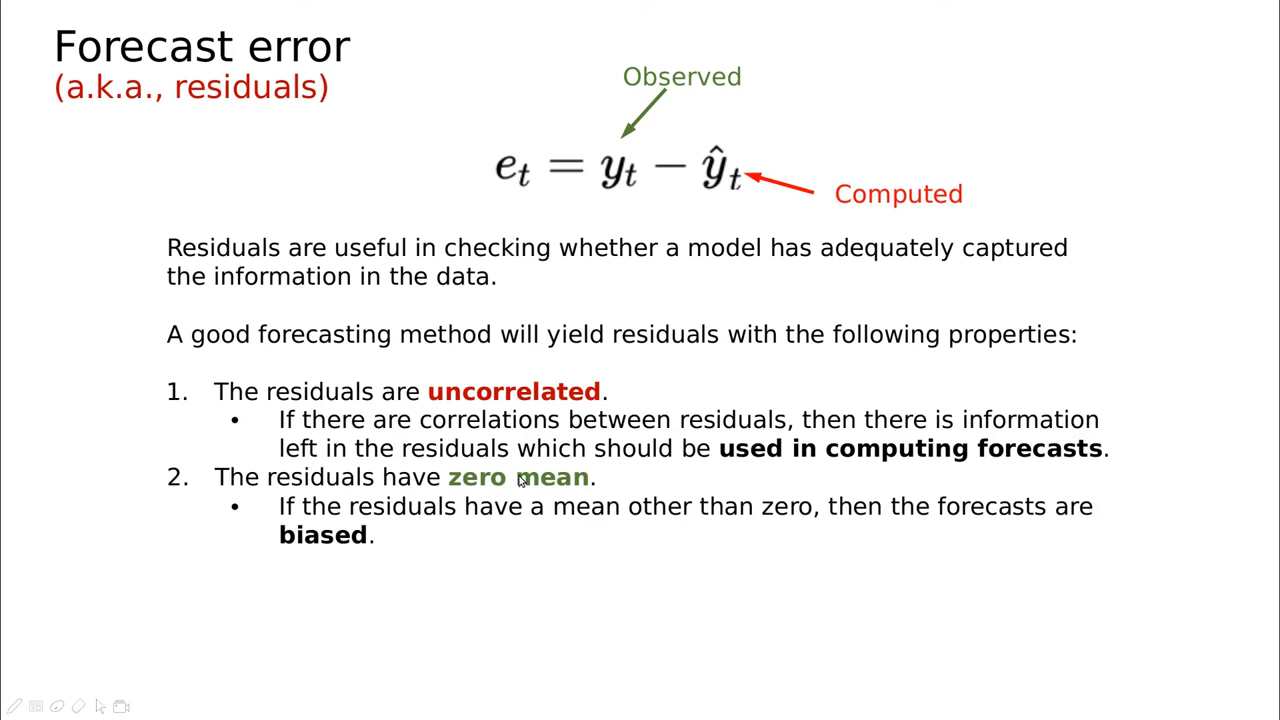 Forecast error
(a.k.a., residuals)
Observed
eₜ = yₜ − ŷₜ
Computed
Residuals are useful in checking whether a model has adequately captured
the information in the data.
A good forecasting method will yield residuals with the following properties:
1. The residuals are uncorrelated.
• If there are correlations between residuals, then there is information
left in the residuals which should be used in computing forecasts.
2. The residuals have zero mean.
• If the residuals have a mean other than zero, then the forecasts are
biased.